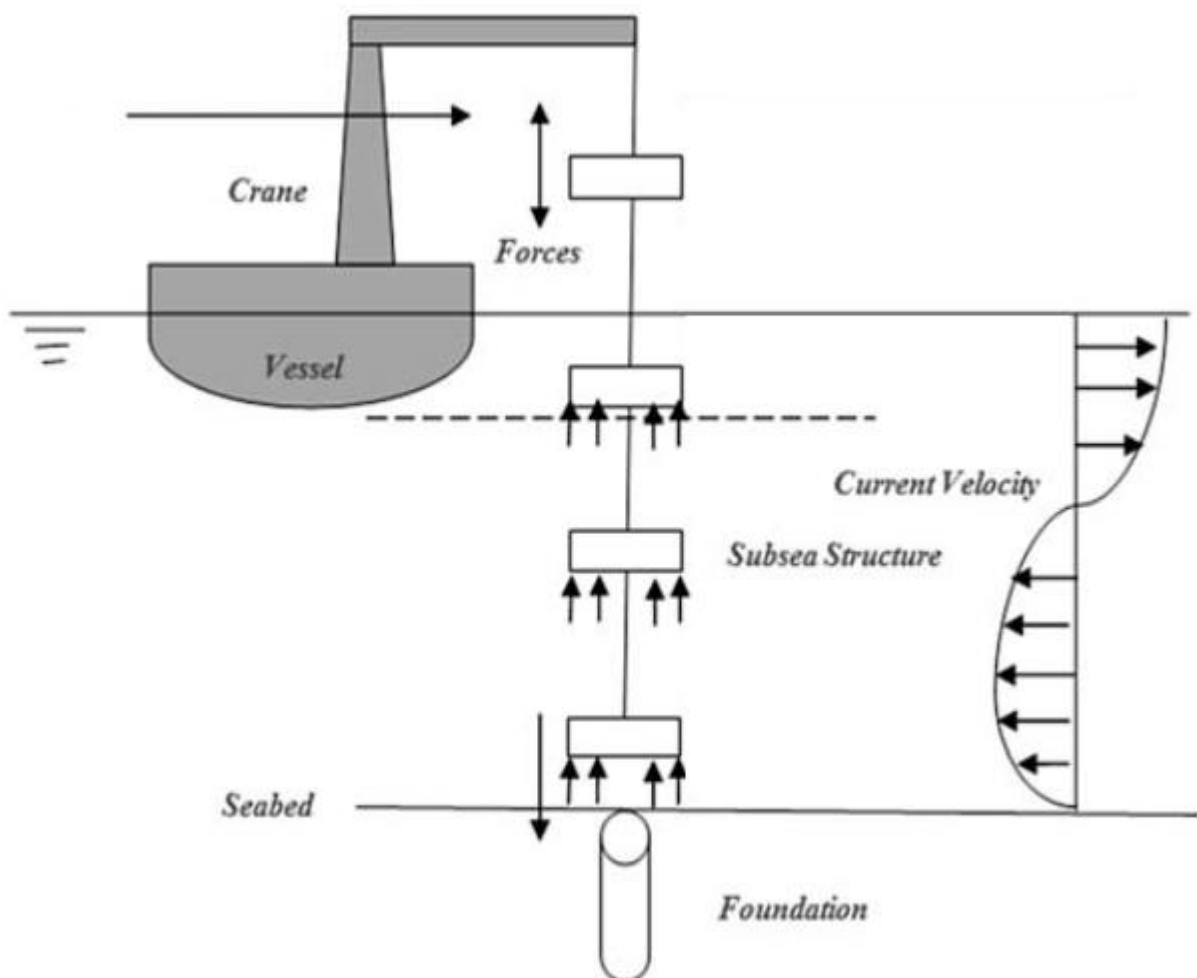 Crane
Forces
Vessel
Current Velocity
Subsea Structure
Seabed
Foundation